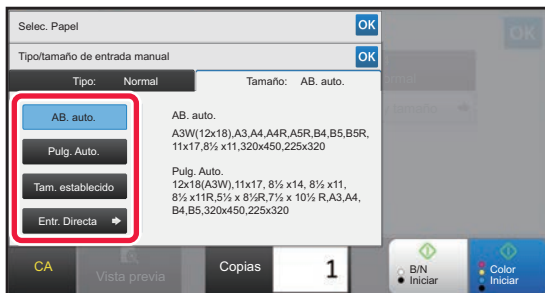 Selec. Papel
OK
OK
Tipo/tamaño de entrada manual
OK
Tipo: Normal
Tamaño: AB. auto.
AB. auto.
AB. auto.
A3W(12x18),A3,A4,A4R,A5R,B4,B5,B5R,
11x17,8½ x11,320x450,225x320
Pulg. Auto.
Pulg. Auto.
12x18(A3W),11x17, 8½ x14, 8½ x11,
8½ x11R,5½ x 8½R,7½ x 10½ R,A3,A4,
B4,B5,320x450,225x320
Tam. establecido
Entr. Directa
CA
Vista previa
Copias
1
B/N
Iniciar
Color
Iniciar